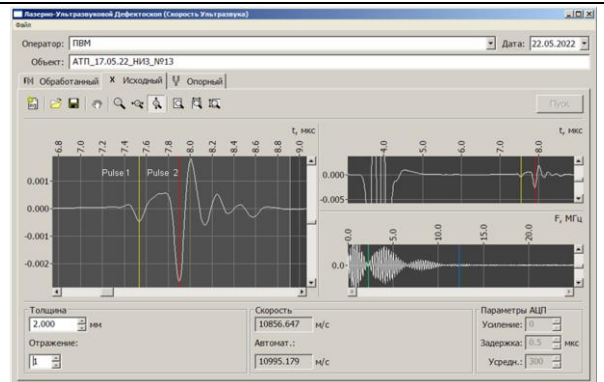 Лазерно-Ультразвуковой Дефектоскоп (Скорость Ультразвука)
Файл
Оператор: ПВМ Дата: 22.05.2022
Объект: АТП_17.05.22_НИЗ_№13
Обработанный X Исходный Опорный
Пуск
t, мкс
6.8 7.0 7.2 7.4 7.6 7.8 8.0 8.2 8.4 8.6 8.8 9.0
Pulse 1 Pulse 2
0.001
0.000
-0.001
-0.002
t, мкс
4.0 5.0 6.0 7.0 8.0
0.000
-0.005
F, МГц
0.0 5.0 10.0 15.0 20.0
0.0
Толщина
2.000 мм
Отражение:
1
Скорость
10856.647 м/с
Автомат.:
10995.179 м/с
Параметры АЦП
Усиление: 0
Задержка: 0.5 мкс
Усредн.: 300